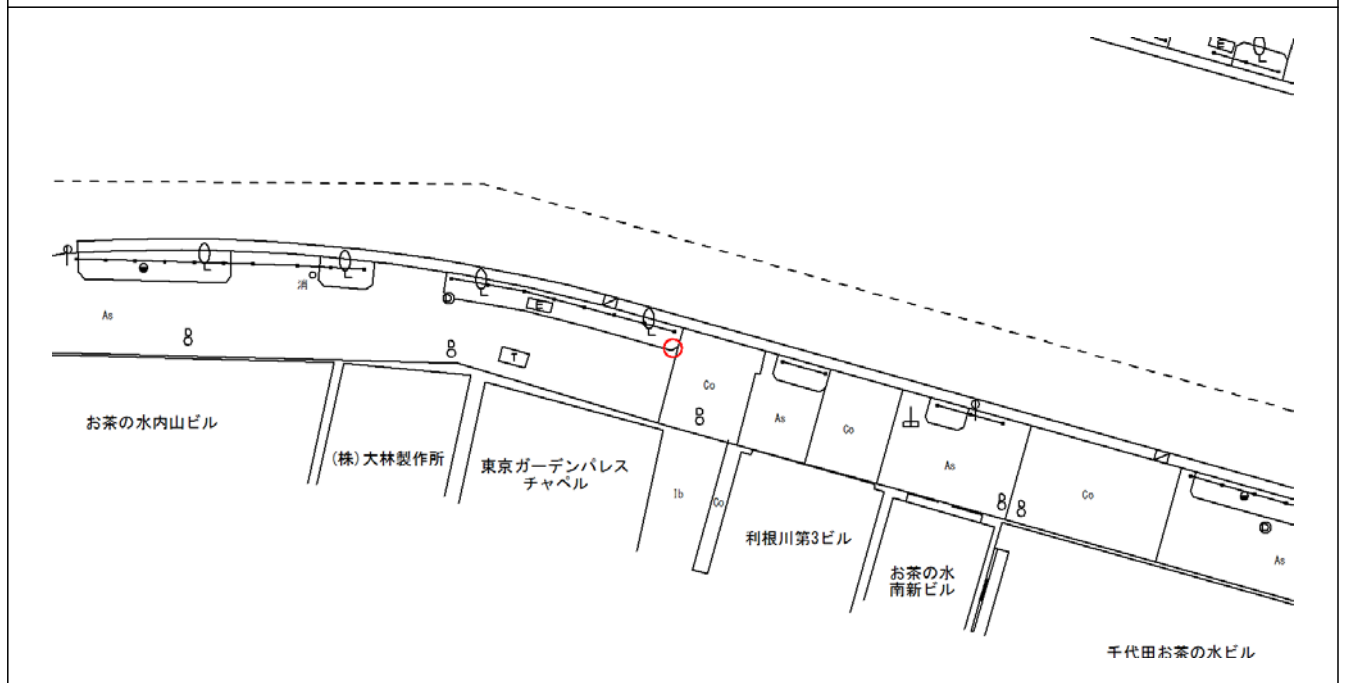 E
消
As
E
T
お茶の水内山ビル
(株)大林製作所
東京ガーデンパレス
チャペル
Co
As
Co
As
Co
As
1b
Co
利根川第3ビル
お茶の水
南新ビル
千代田お茶の水ビル